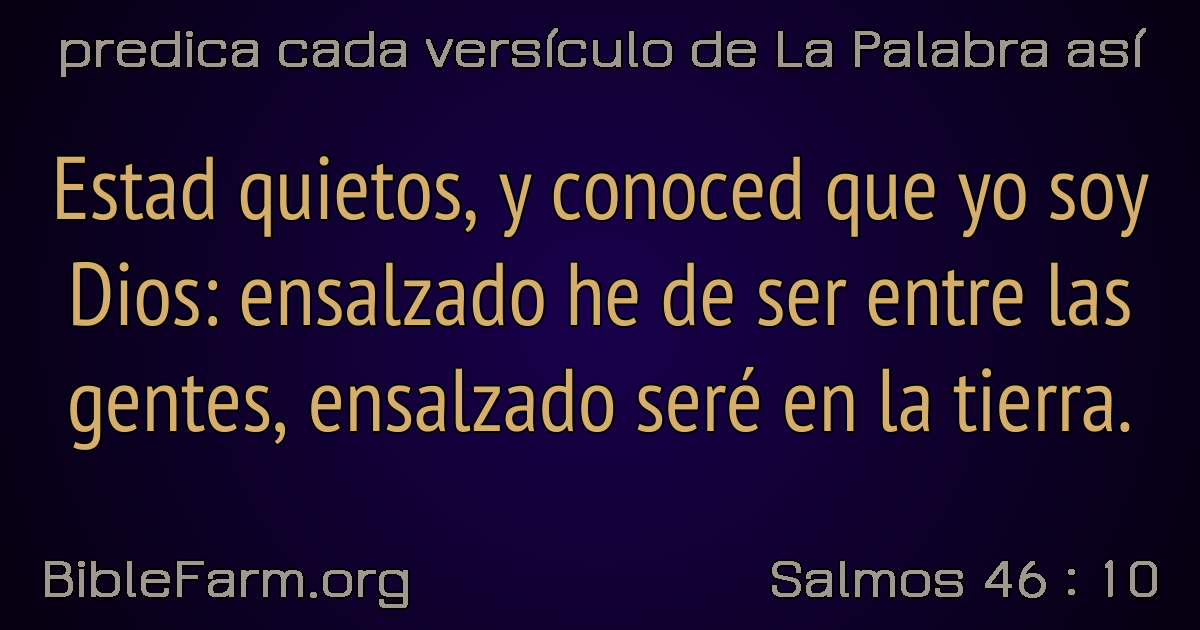 predica cada versículo de La Palabra así
Estad quietos, y conoced que yo soy
Dios: ensalzado he de ser entre las
gentes, ensalzado seré en la tierra.
BibleFarm.org
Salmos 46 : 10